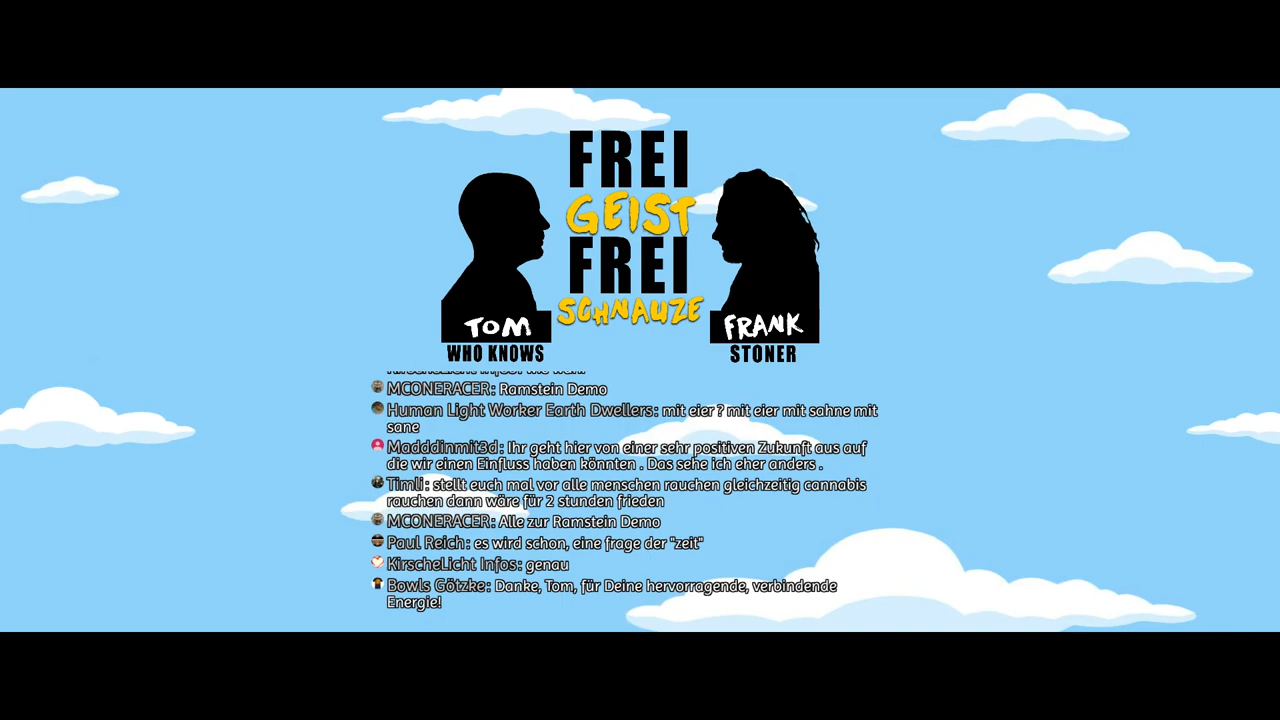 FREI
GEIST
FREI
SCHNAUZE
TOM
WHO KNOWS
FRANK
STONER
MCONERACER: Ramstein Demo
Human Light Worker Earth Dwellers: mit eier ? mit eier mit sahne mit
sane
Madddinmit3d: Ihr geht hier von einer sehr positiven Zukunft aus auf
die wir einen Einfluss haben könnten . Das sehe ich eher anders .
Timli: stellt euch mal vor alle menschen rauchen gleichzeitig cannabis
rauchen dann wäre für 2 stunden frieden
MCONERACER: Alle zur Ramstein Demo
Paul Reich: es wird schon, eine frage der "zeit"
KirscheLicht Infos: genau
Bowls Götzke: Danke, Tom, für Deine hervorragende, verbindende
Energie!